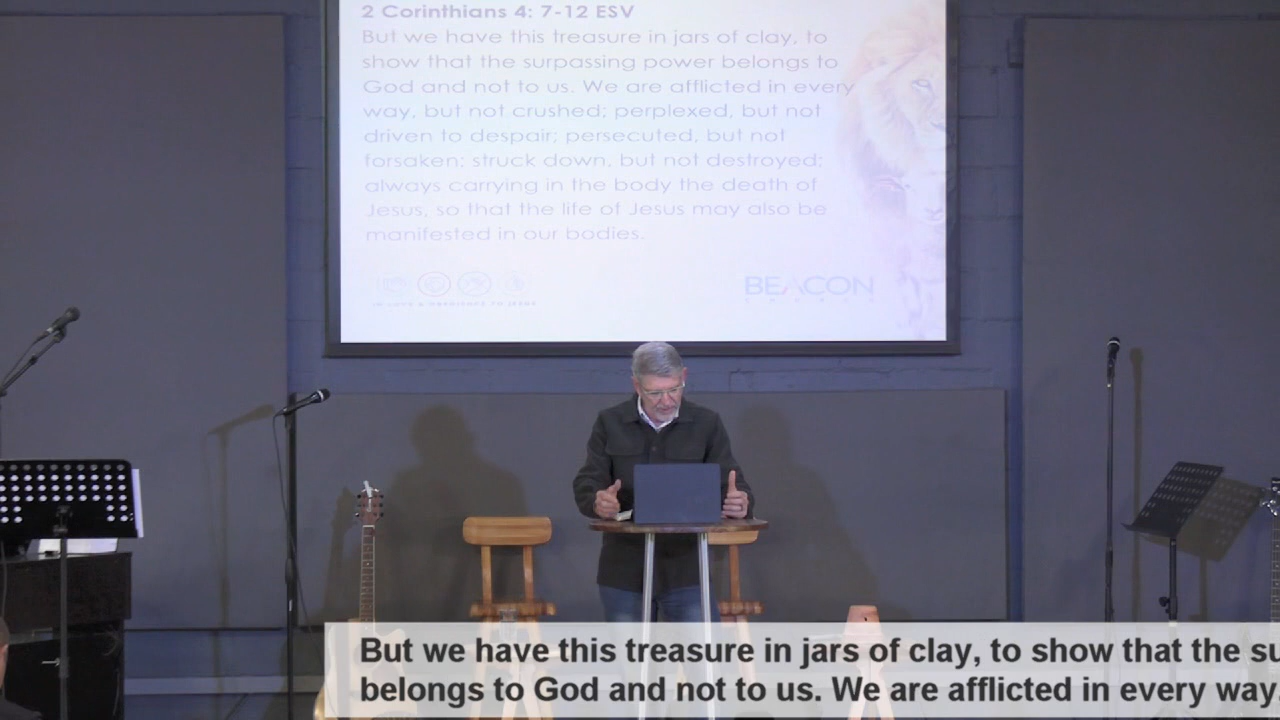 2 Corinthians 4: 7-12 ESV
But we have this treasure in jars of clay, to
show that the surpassing power belongs to
God and not to us. We are afflicted in every
way, but not crushed; perplexed, but not
driven to despair; persecuted, but not
forsaken; struck down, but not destroyed;
always carrying in the body the death of
Jesus, so that the life of Jesus may also be
manifested in our bodies.
BEACON
But we have this treasure in jars of clay, to show that the su
belongs to God and not to us. We are afflicted in every way,